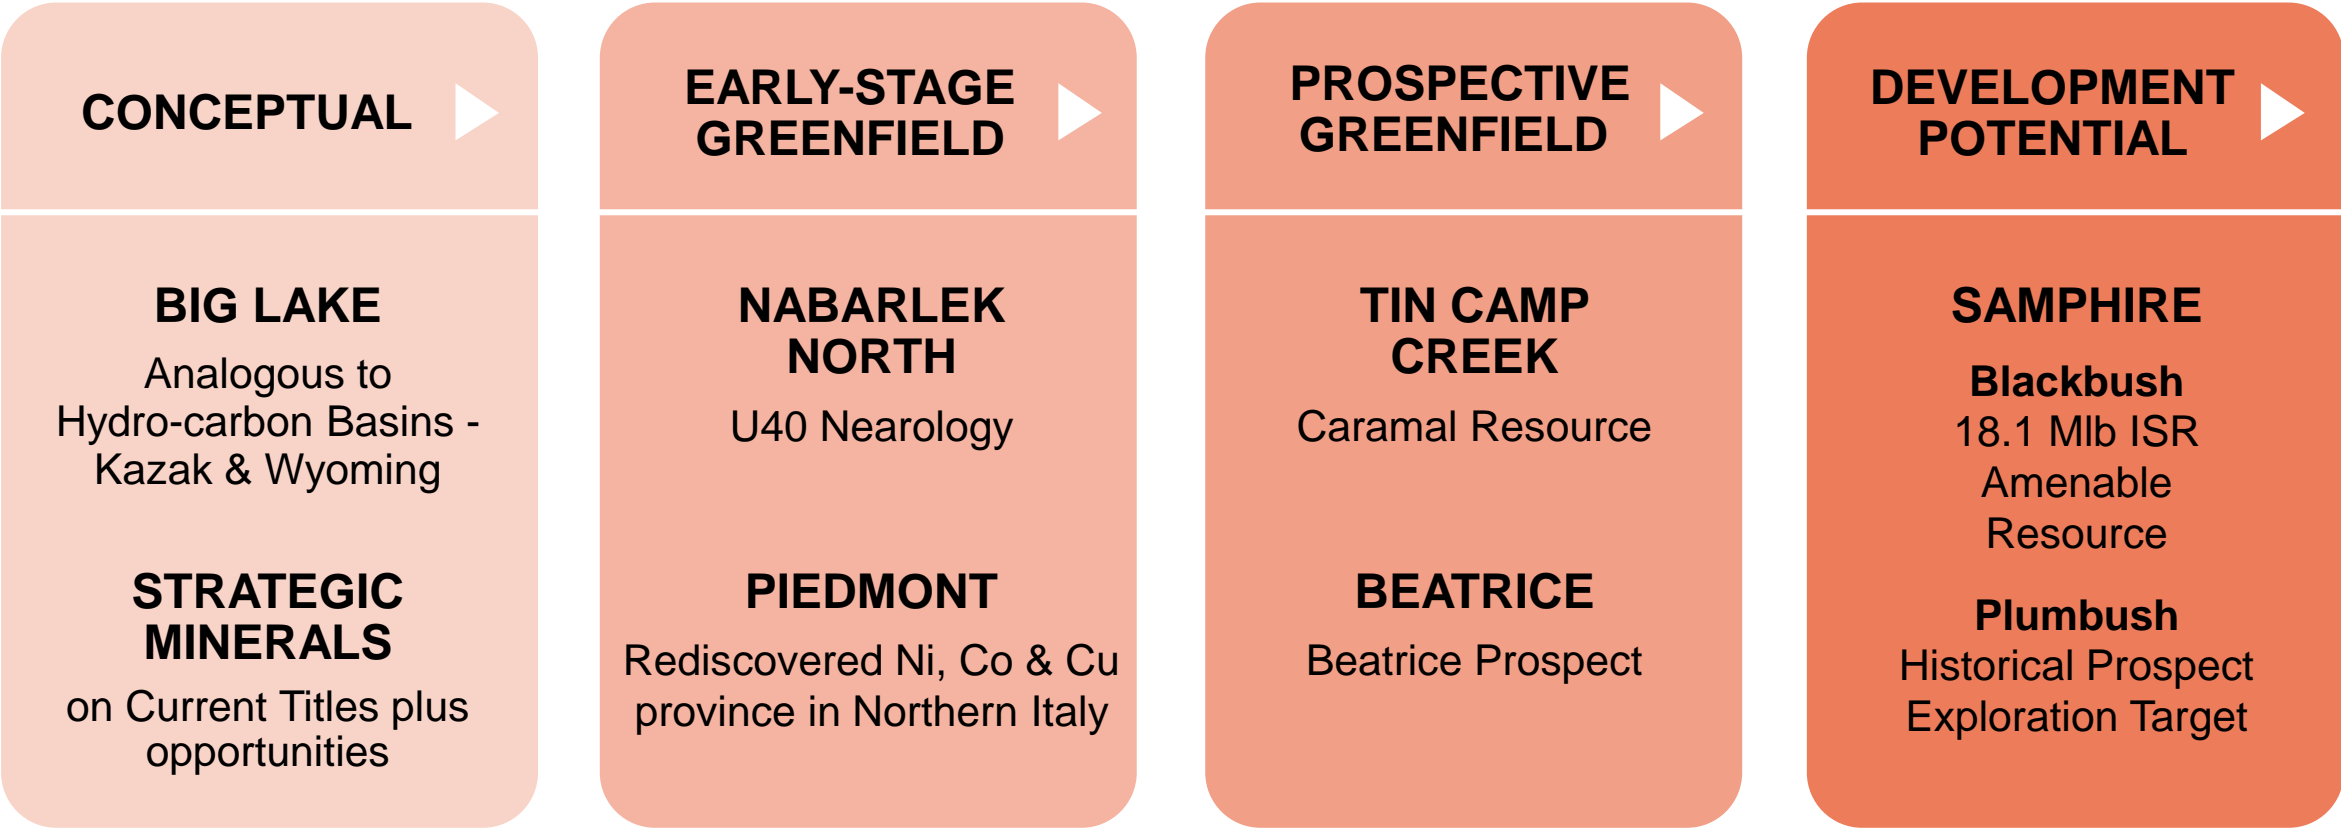 CONCEPTUAL
BIG LAKE
Analogous to
Hydro-carbon Basins -
Kazak & Wyoming
STRATEGIC
MINERALS
on Current Titles plus
opportunities
EARLY-STAGE
GREENFIELD
NABARLEK
NORTH
U40 Nearology
PIEDMONT
Rediscovered Ni, Co & Cu
province in Northern Italy
PROSPECTIVE
GREENFIELD
TIN CAMP
CREEK
Caramal Resource
BEATRICE
Beatrice Prospect
DEVELOPMENT
POTENTIAL
SAMPHIRE
Blackbush
18.1 Mlb ISR
Amenable
Resource
Plumbush
Historical Prospect
Exploration Target